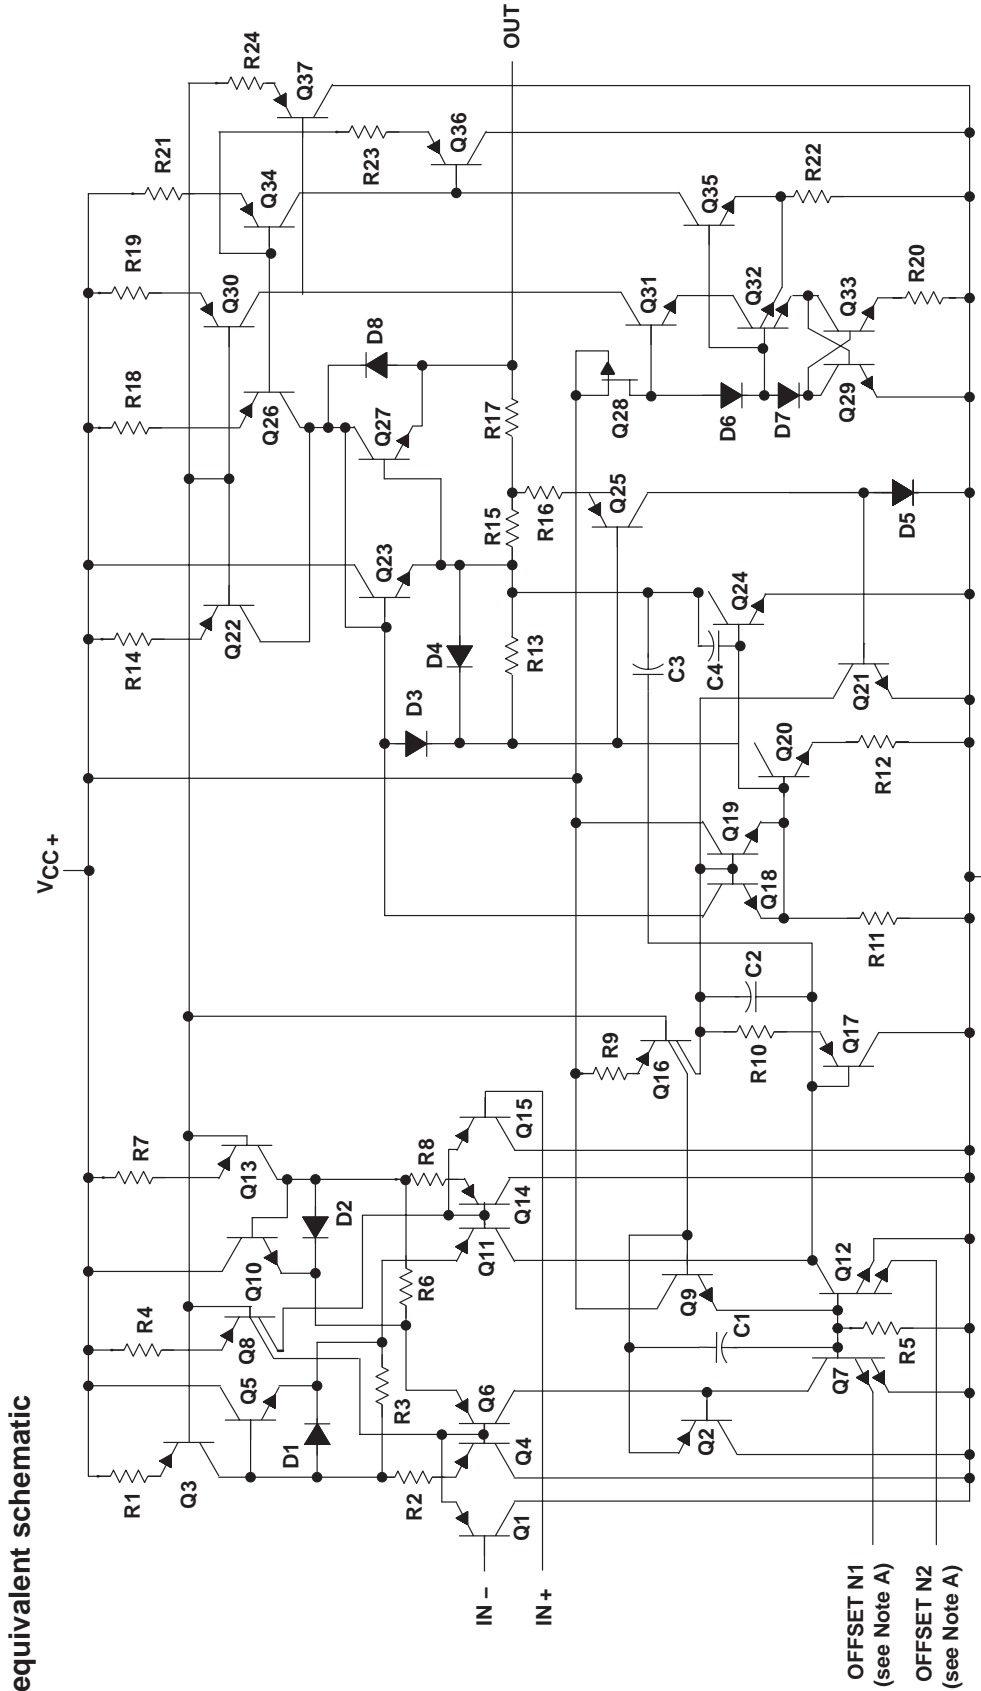 equivalent schematic
VCC+
R1
Q3
R4
Q8
Q5
D1
R3
R2
Q4
Q6
Q1
R7
Q13
Q10
D2
R6
R8
Q11
Q14
Q15
IN –
IN +
R9
Q16
Q9
C1
Q2
Q7
R5
Q12
R10
C2
Q17
OFFSET N1
(see Note A)
OFFSET N2
(see Note A)
R14
Q22
R18
Q26
R19
Q30
R21
Q34
R24
Q37
R23
Q36
OUT
D8
Q27
Q23
D4
D3
R13
R15
R17
R16
Q25
C3
C4
Q24
Q19
Q18
Q20
Q21
R11
R12
D5
Q28
Q31
D6
D7
Q32
Q35
R22
Q29
Q33
R20